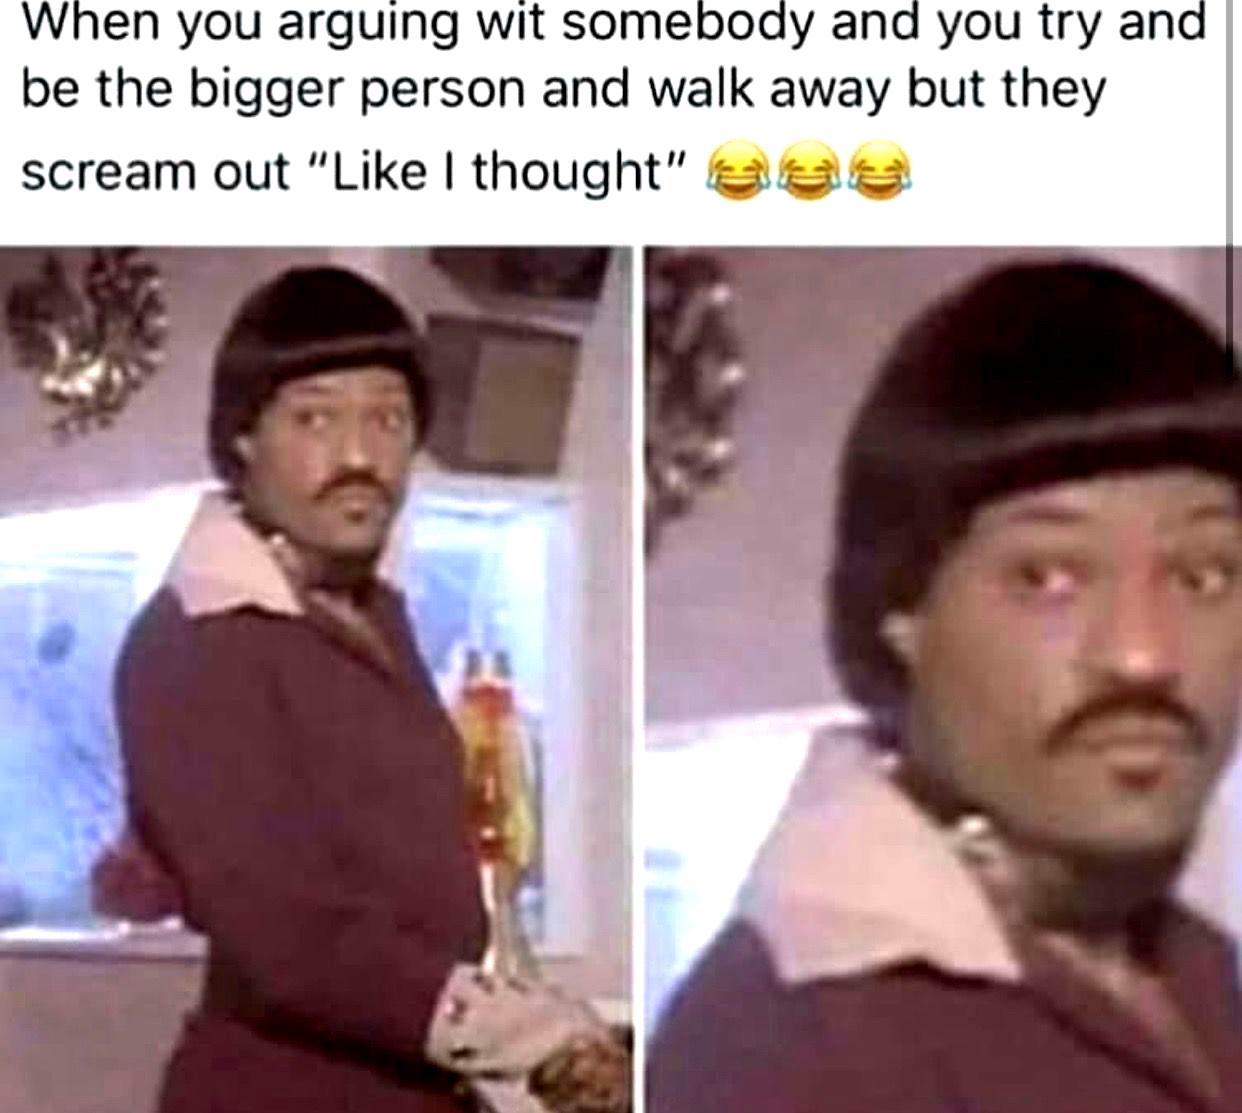 When you arguing wit somebody and you try and
be the bigger person and walk away but they
scream out "Like I thought" 😂😂😂